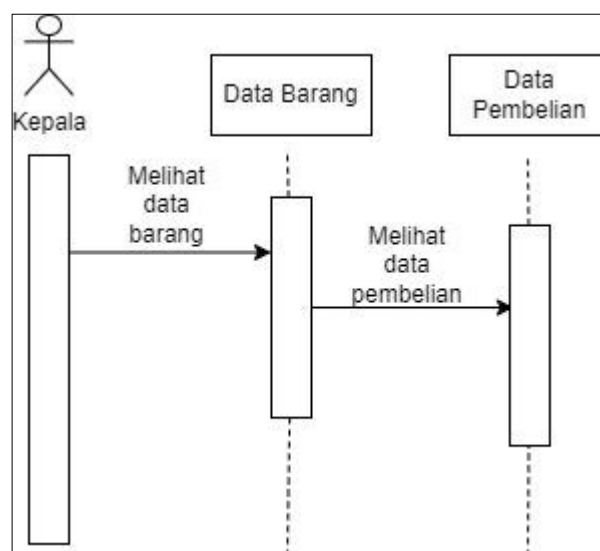 Kepala
Data Barang
Data
Pembelian
Melihat
data
barang
Melihat
data
pembelian